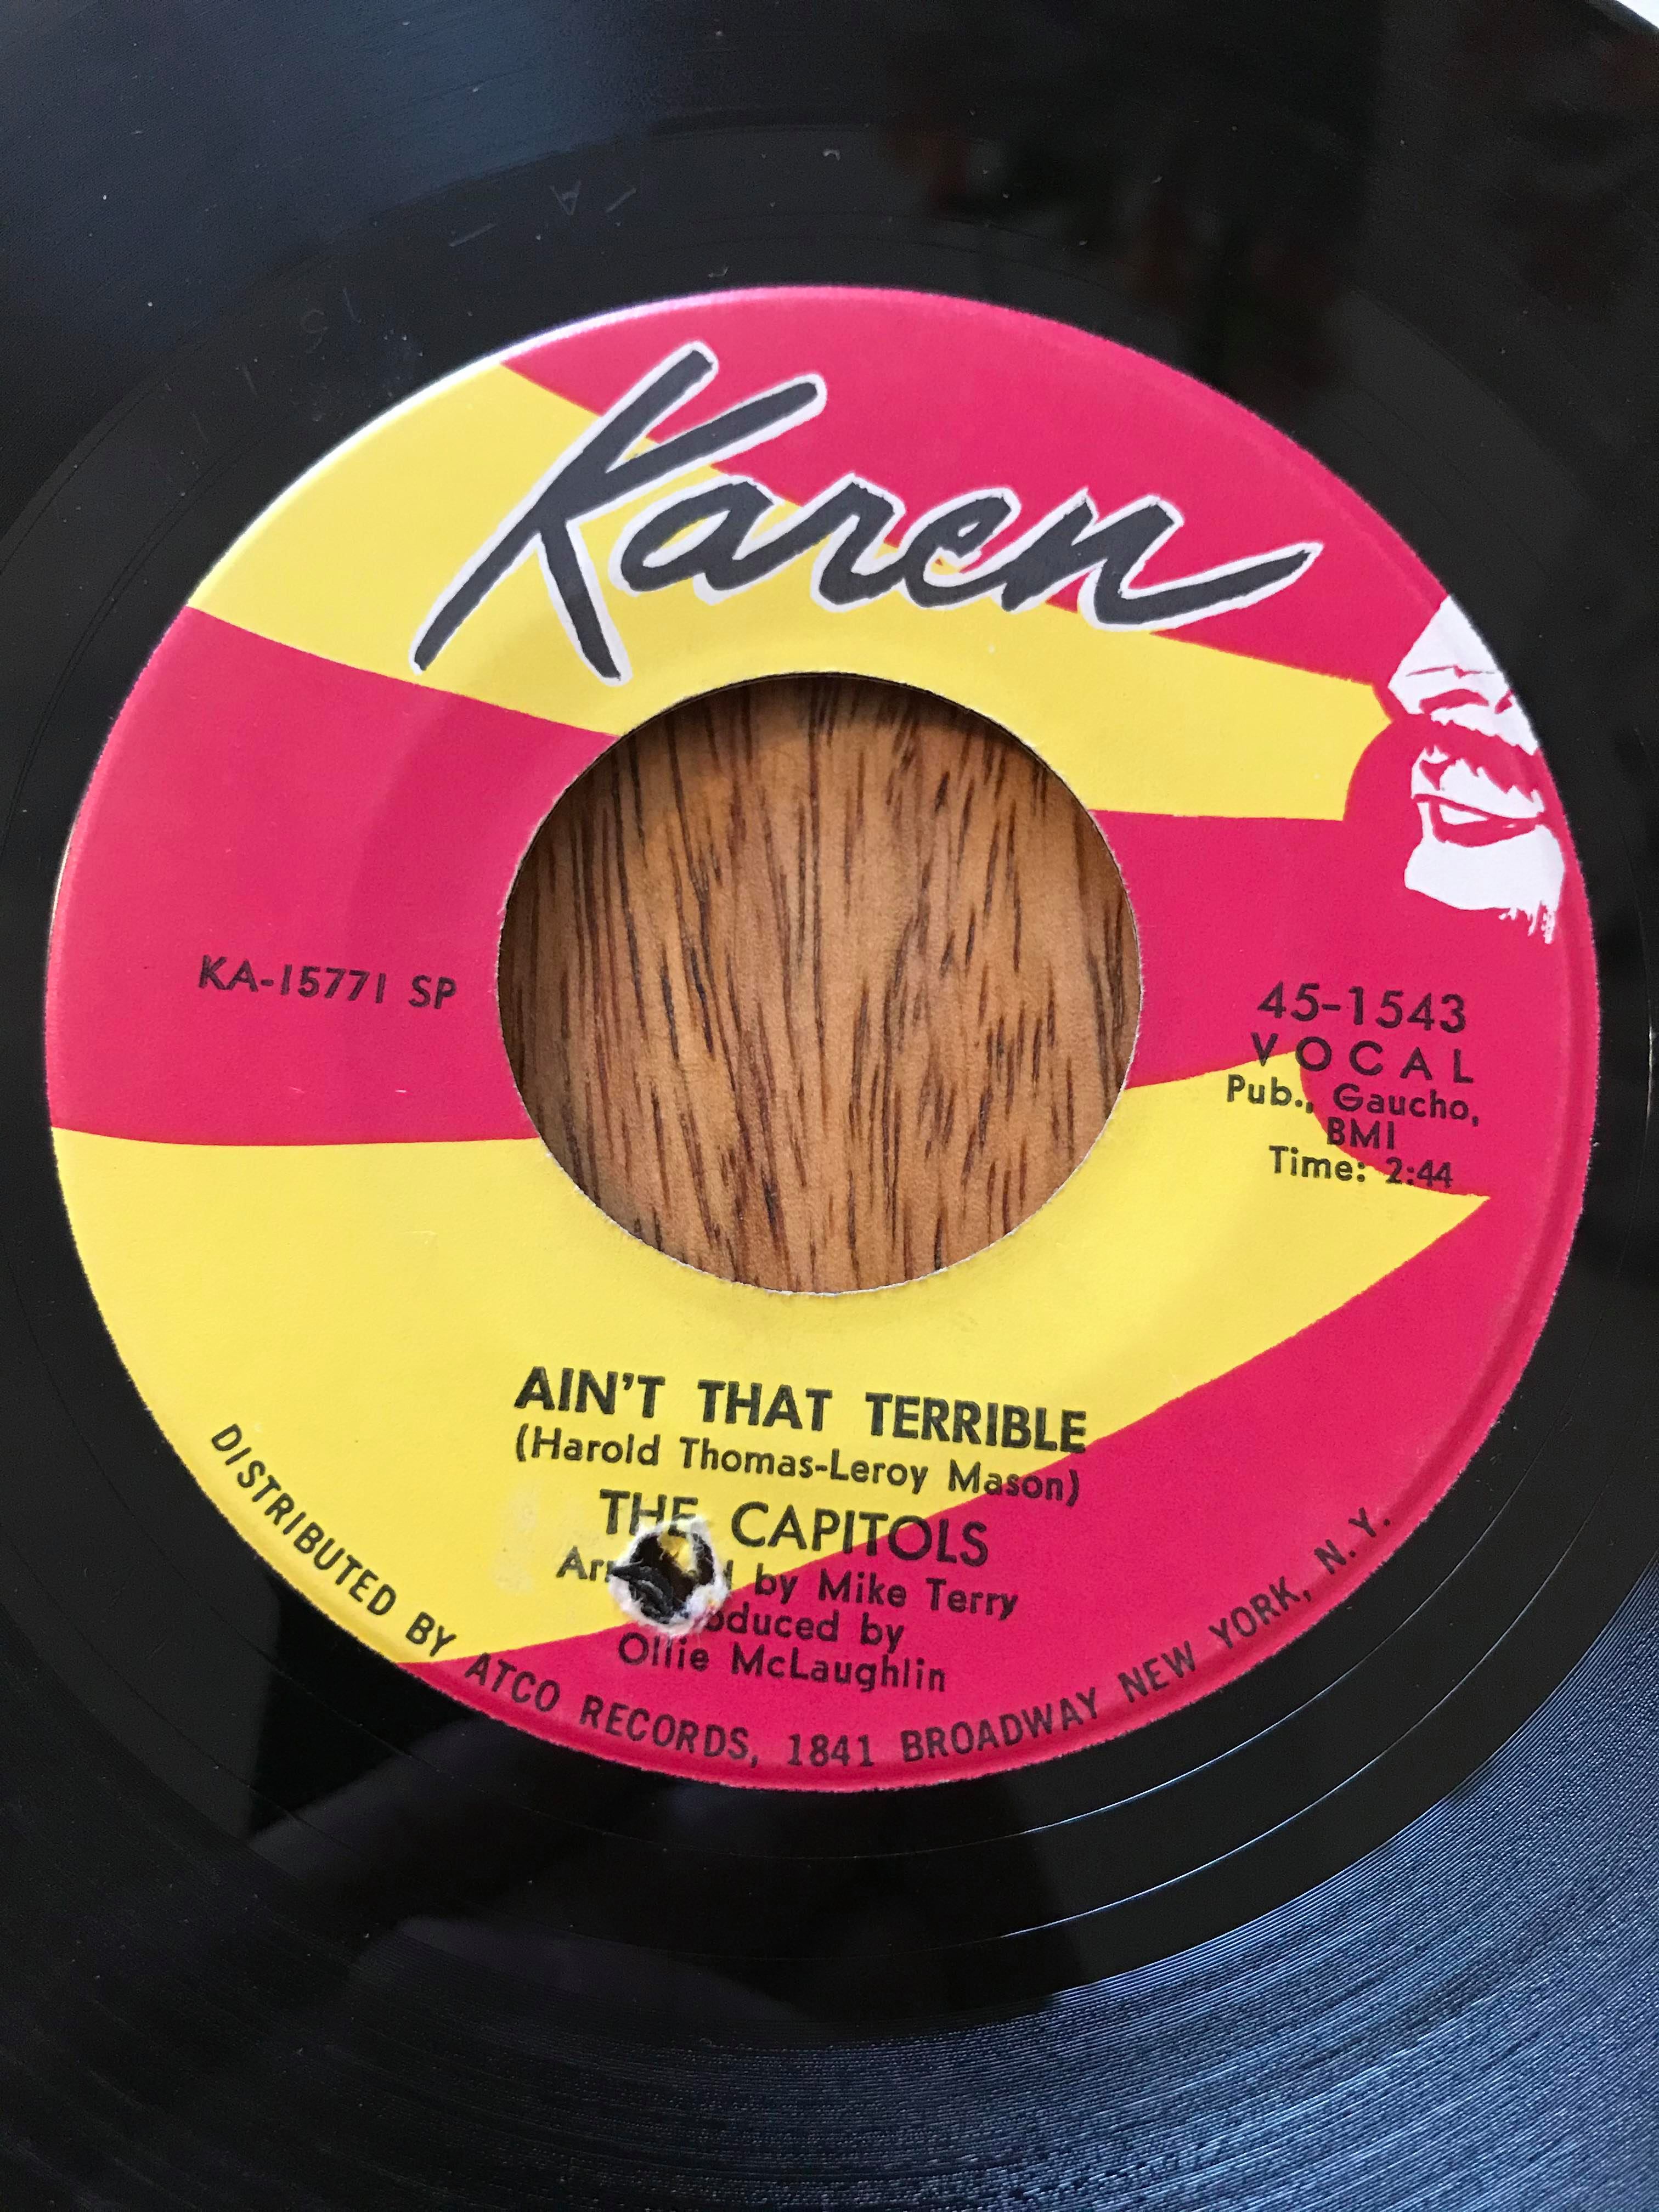 Karen
KA-15771 SP
45-1543
VOCAL
Pub., Gaucho,
BMI
Time: 2:44
AIN'T THAT TERRIBLE
(Harold Thomas-Leroy Mason)
THE CAPITOLS
by Mike Terry
by
Ollie McLaughlin
DISTRIBUTED BY ATCO RECORDS, 1841 BROADWAY NEW YORK, N.Y.